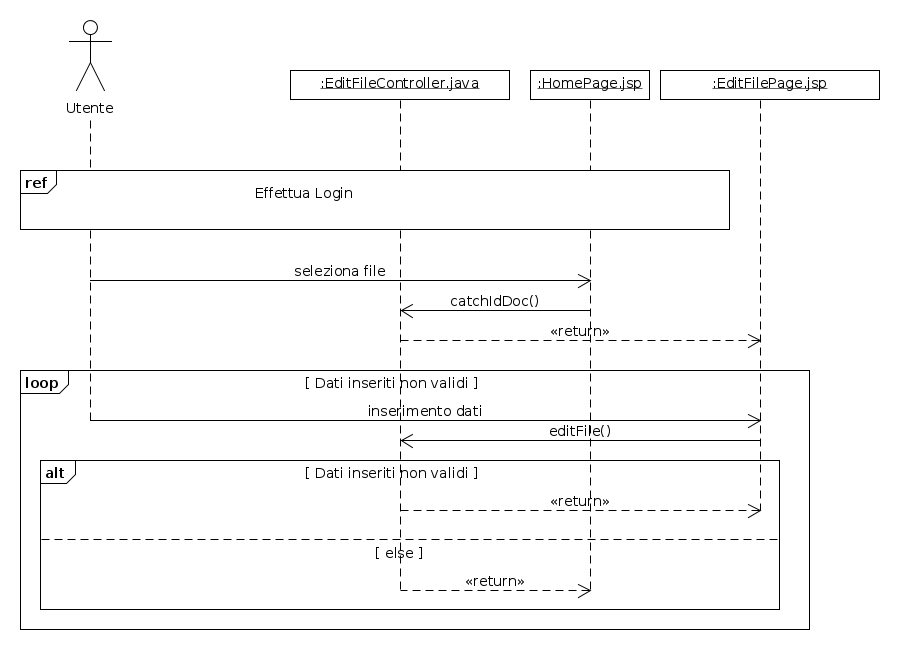 Utente
:EditFileController.java
:HomePage.jsp
:EditFilePage.jsp
ref
Effettua Login
seleziona file
catchIdDoc()
«return»
loop
[ Dati inseriti non validi ]
inserimento dati
editFile()
alt
[ Dati inseriti non validi ]
«return»
[ else ]
«return»